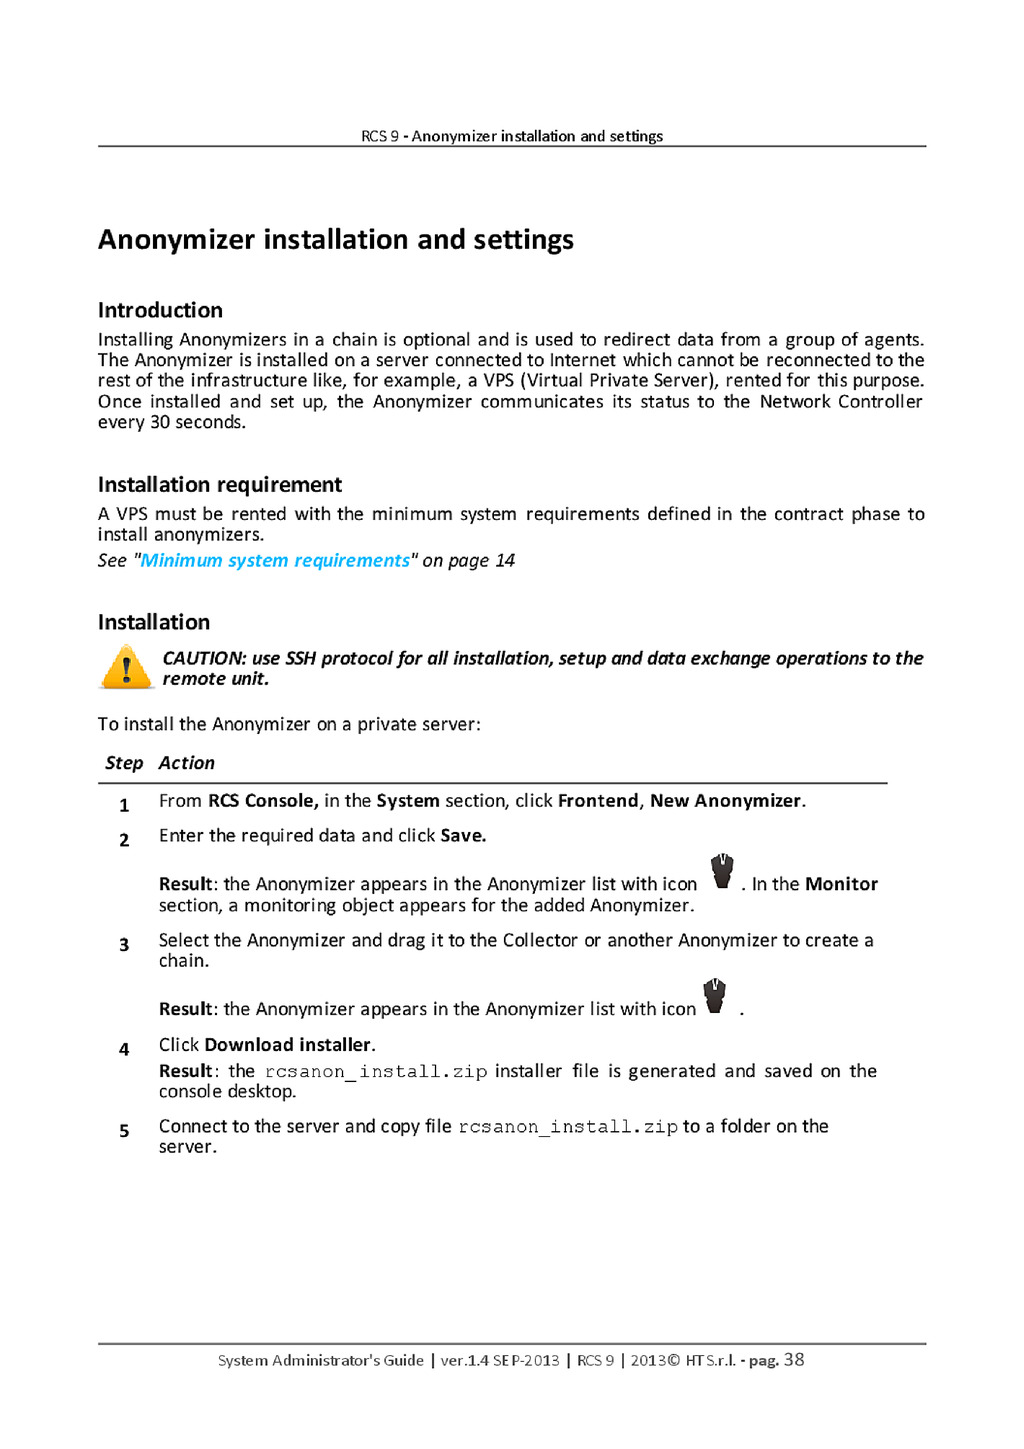 RCS 9 - Anonymizer installation and settings
Anonymizer installation and settings
Introduction
Installing Anonymizers in a chain is optional and is used to redirect data from a group of agents.
The Anonymizer is installed on a server connected to Internet which cannot be reconnected to the
rest of the infrastructure like, for example, a VPS (Virtual Private Server), rented for this purpose.
Once installed and set up, the Anonymizer communicates its status to the Network Controller
every 30 seconds.
Installation requirement
A VPS must be rented with the minimum system requirements defined in the contract phase to
install anonymizers.
See "Minimum system requirements" on page 14
Installation
CAUTION: use SSH protocol for all installation, setup and data exchange operations to the
remote unit.
To install the Anonymizer on a private server:
Step Action
1 From RCS Console, in the System section, click Frontend, New Anonymizer.
2 Enter the required data and click Save.
Result: the Anonymizer appears in the Anonymizer list with icon . In the Monitor
section, a monitoring object appears for the added Anonymizer.
3 Select the Anonymizer and drag it to the Collector or another Anonymizer to create a
chain.
Result: the Anonymizer appears in the Anonymizer list with icon .
4 Click Download installer.
Result: the rcsanon_install.zip installer file is generated and saved on the
console desktop.
5 Connect to the server and copy file rcsanon_install.zip to a folder on the
server.
System Administrator's Guide | ver.1.4 SEP-2013 | RCS 9 | 2013© HT S.r.l. - pag. 38